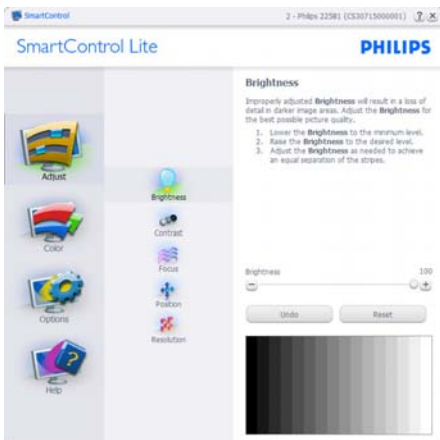 SmartControl
2 - Philips 225B1 (CS30715000001)
SmartControl Lite
PHILIPS
Adjust
Color
Options
Help
Brightness
Contrast
Focus
Position
Resolution
Brightness
Improperly adjusted Brightness will result in a loss of
detail in darker image areas. Adjust the Brightness for
the best possible picture quality.
1. Lower the Brightness to the minimum level.
2. Raise the Brightness to the desired level.
3. Adjust the Brightness as needed to achieve
an equal separation of the stripes.
Brightness 100
Undo Reset